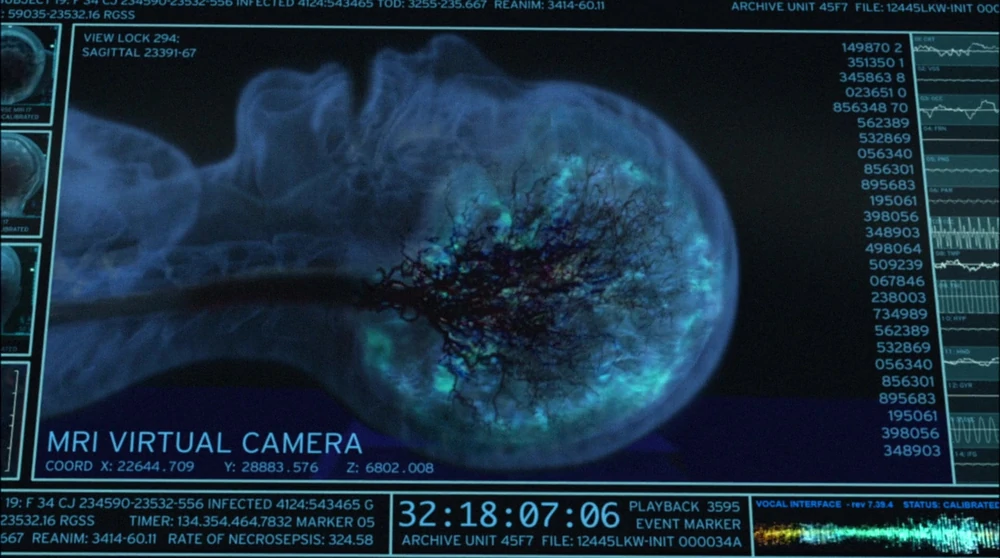 SUBJECT 19: F 34 CJ 234590-23532-556 INFECTED 4124:543465 TOD: 3255-235.667 REANIM: 3414-60.11
ARCHIVE UNIT 45F7 FILE: 12445LKW-INIT 000
: 59035-23532.16 RGSS
VIEW LOCK 294;
SAGITTAL 23391-67
149870 2
351350 1
345863 8
023651 0
856348 70
562389
532869
056340
856301
895683
195061
398056
348903
498064
509239
067846
238003
734989
562389
532869
056340
856301
895683
195061
398056
348903
MRI VIRTUAL CAMERA
COORD X: 22644.709 Y: 28883.576 Z: 6802.008
19: F 34 CJ 234590-23532-556 INFECTED 4124:543465 G
23532.16 RGSS TIMER: 134.354.464.7832 MARKER 05
667 REANIM: 3414-60.11 RATE OF NECROSEPSIS: 324.58
32:18:07:06
PLAYBACK 3595
EVENT MARKER
ARCHIVE UNIT 45F7 FILE: 12445LKW-INIT 000034A
VOCAL INTERFACE - rev 7.39.4 STATUS: CALIBRATE